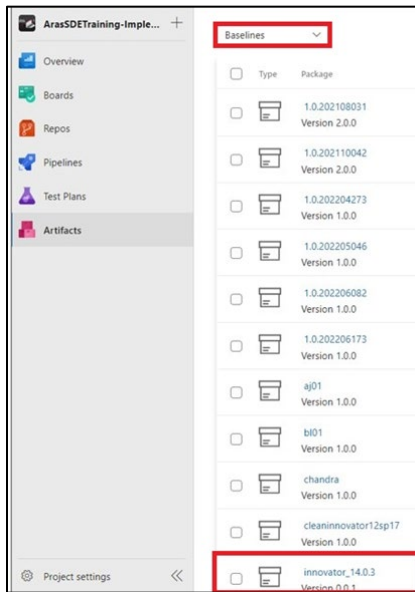 ArasSDETraining-Imple...
Overview
Boards
Repos
Pipelines
Test Plans
Artifacts
Project settings
Baselines
Type Package
1.0.202108031
Version 2.0.0
1.0.202110042
Version 2.0.0
1.0.202204273
Version 1.0.0
1.0.202205046
Version 1.0.0
1.0.202206082
Version 1.0.0
1.0.202206173
Version 1.0.0
aj01
Version 1.0.0
bl01
Version 1.0.0
chandra
Version 1.0.0
cleaninnovator12sp17
Version 1.0.0
innovator_14.0.3
Version 0.0.1